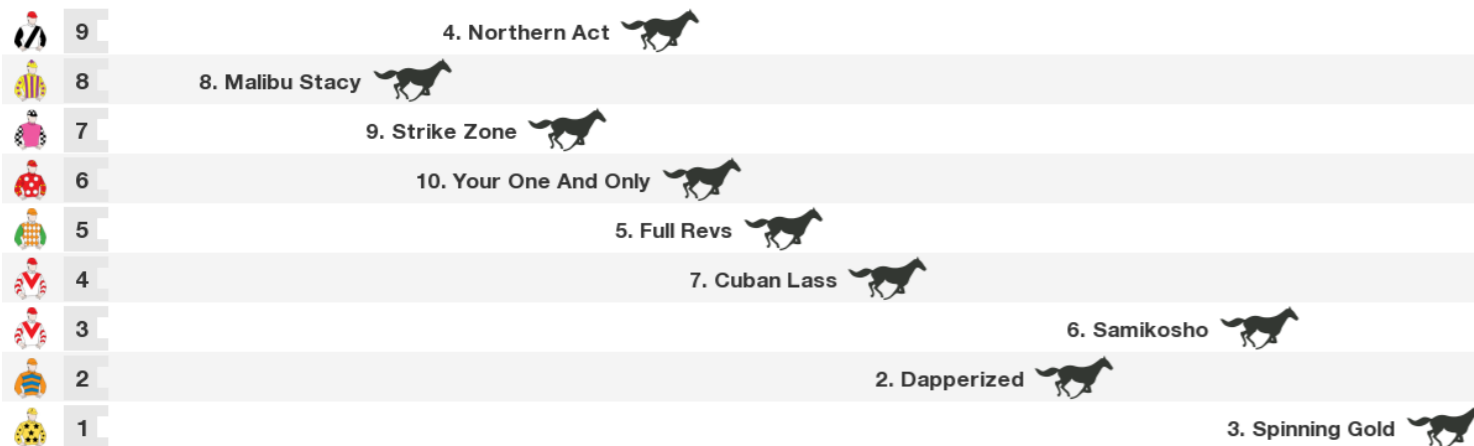 9 4. Northern Act
8 8. Malibu Stacy
7 9. Strike Zone
6 10. Your One And Only
5 5. Full Revs
4 7. Cuban Lass
3 6. Samikosho
2 2. Dapperized
1 3. Spinning Gold